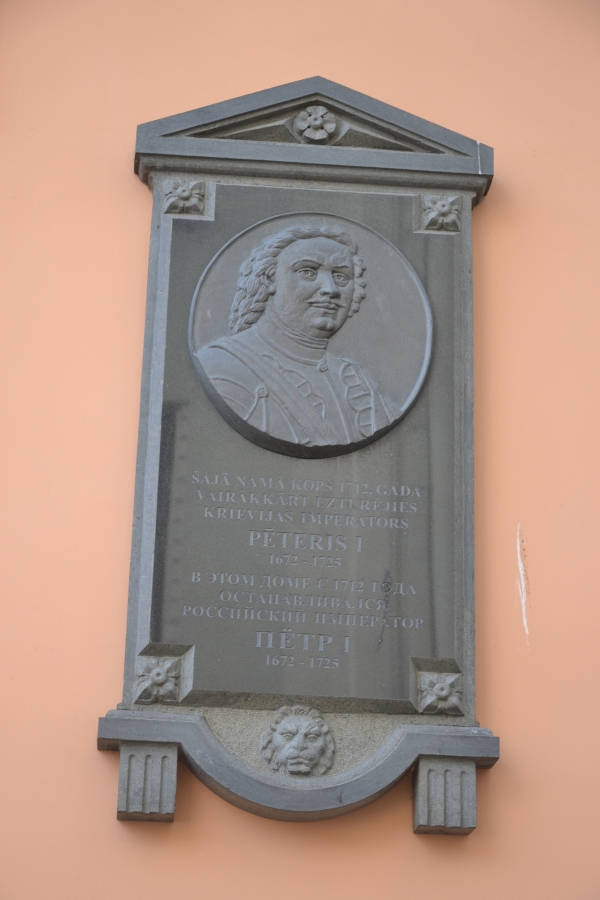 ŠAJĀ NAMĀ KOPŠ 1712. GADA
VAIRĀKKĀRT UZTURĒJIES
KRIEVIJAS IMPERATORS
PĒTERIS I
1672 - 1725
В ЭТОМ ДОМЕ С 1712 ГОДА
ОСТАНАВЛИВАЛСЯ
РОССИЙСКИЙ ИМПЕРАТОР
ПЁТР I
1672 - 1725